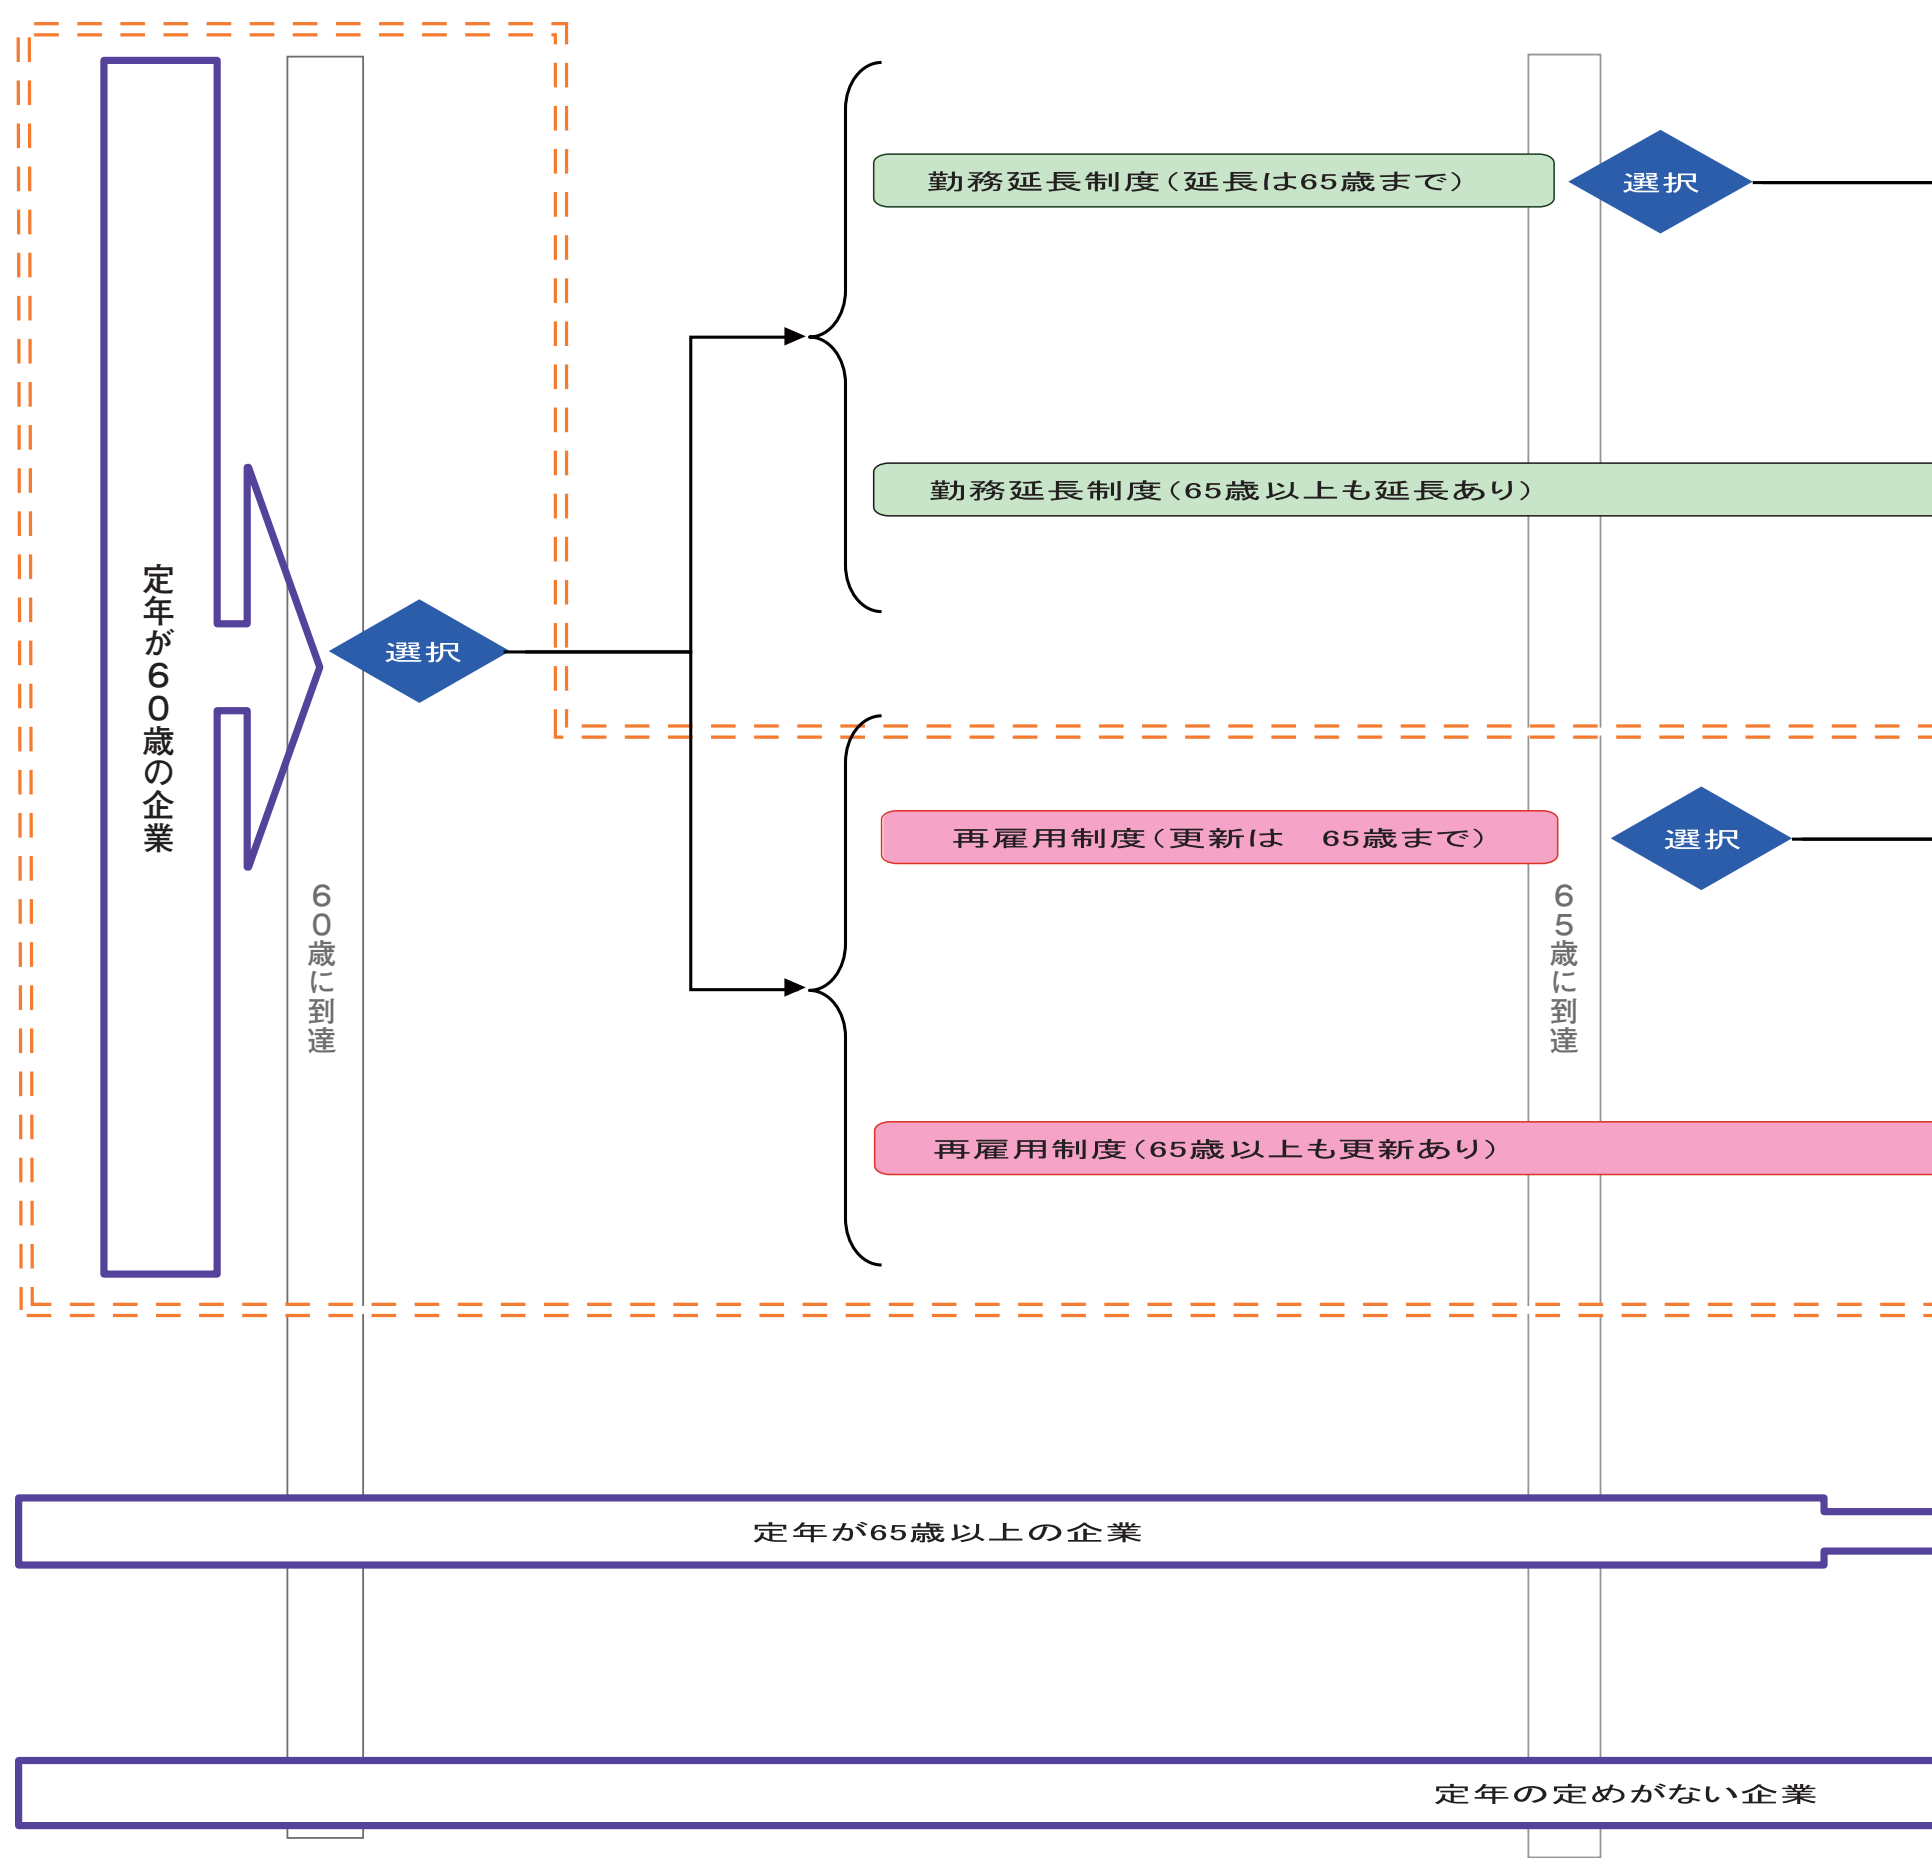 定年が６０歳の企業
６０歳に到達
選択
勤務延長制度（延長は65歳まで）
選択
勤務延長制度（65歳以上も延長あり）
再雇用制度（更新は　65歳まで）
選択
６５歳に到達
再雇用制度（65歳以上も更新あり）
定年が65歳以上の企業
定年の定めがない企業